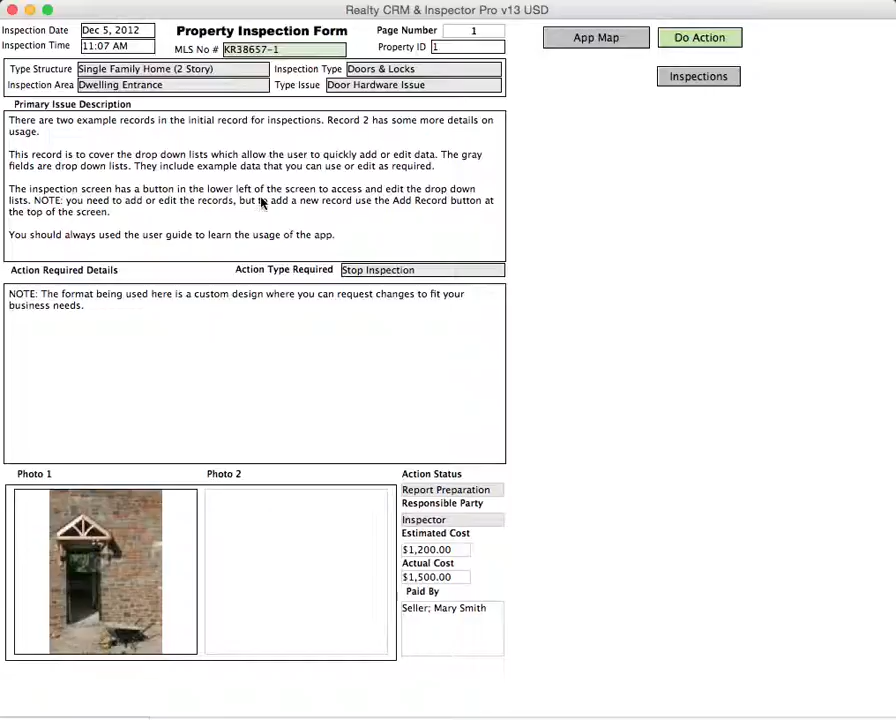 Realty CRM & Inspector Pro v13 USD
Inspection Date Dec 5, 2012 Property Inspection Form Page Number 1 App Map Do Action
Inspection Time 11:07 AM MLS No # KR38657-1 Property ID 1
Inspections
Type Structure Single Family Home (2 Story) Inspection Type Doors & Locks
Inspection Area Dwelling Entrance Type Issue Door Hardware Issue
Primary Issue Description
There are two example records in the initial record for inspections. Record 2 has some more details on
usage.
This record is to cover the drop down lists which allow the user to quickly add or edit data. The gray
fields are drop down lists. They include example data that you can use or edit as required.
The inspection screen has a button in the lower left of the screen to access and edit the drop down
lists. NOTE: you need to add or edit the records, but to add a new record use the Add Record button at
the top of the screen.
You should always used the user guide to learn the usage of the app.
Action Required Details Action Type Required Stop Inspection
NOTE: The format being used here is a custom design where you can request changes to fit your
business needs.
Photo 1 Photo 2 Action Status
Report Preparation
Responsible Party
Inspector
Estimated Cost
$1,200.00
Actual Cost
$1,500.00
Paid By
Seller; Mary Smith